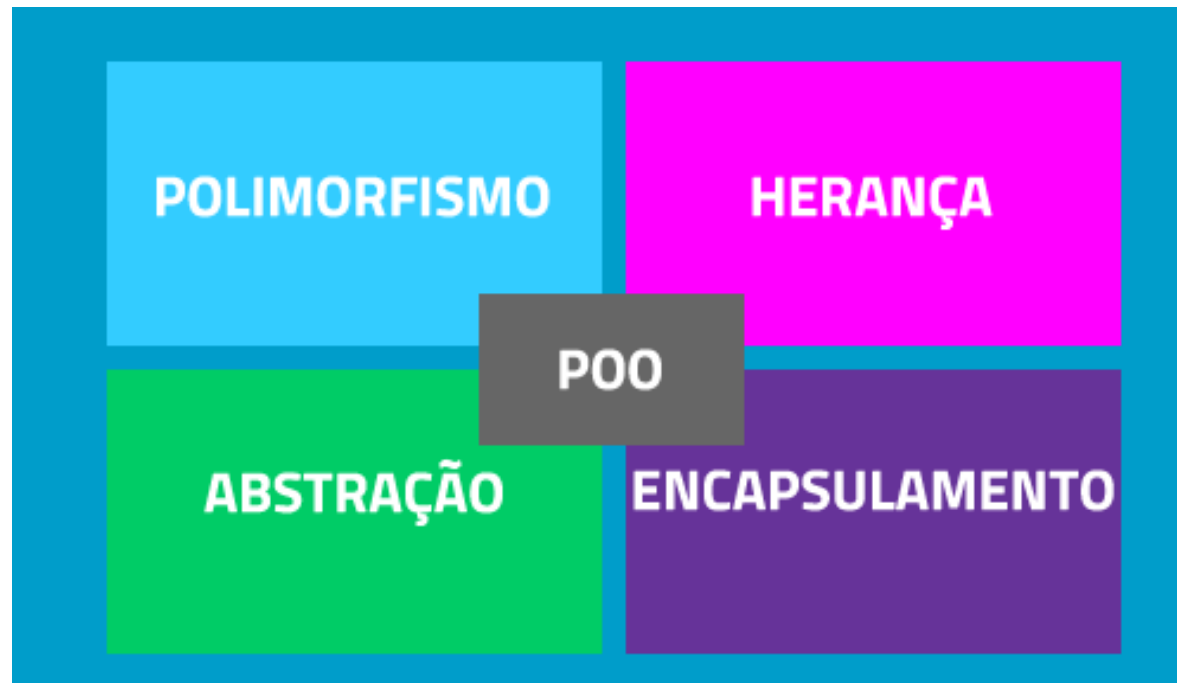 POLIMORFISMO
HERANÇA
POO
ABSTRAÇÃO
ENCAPSULAMENTO